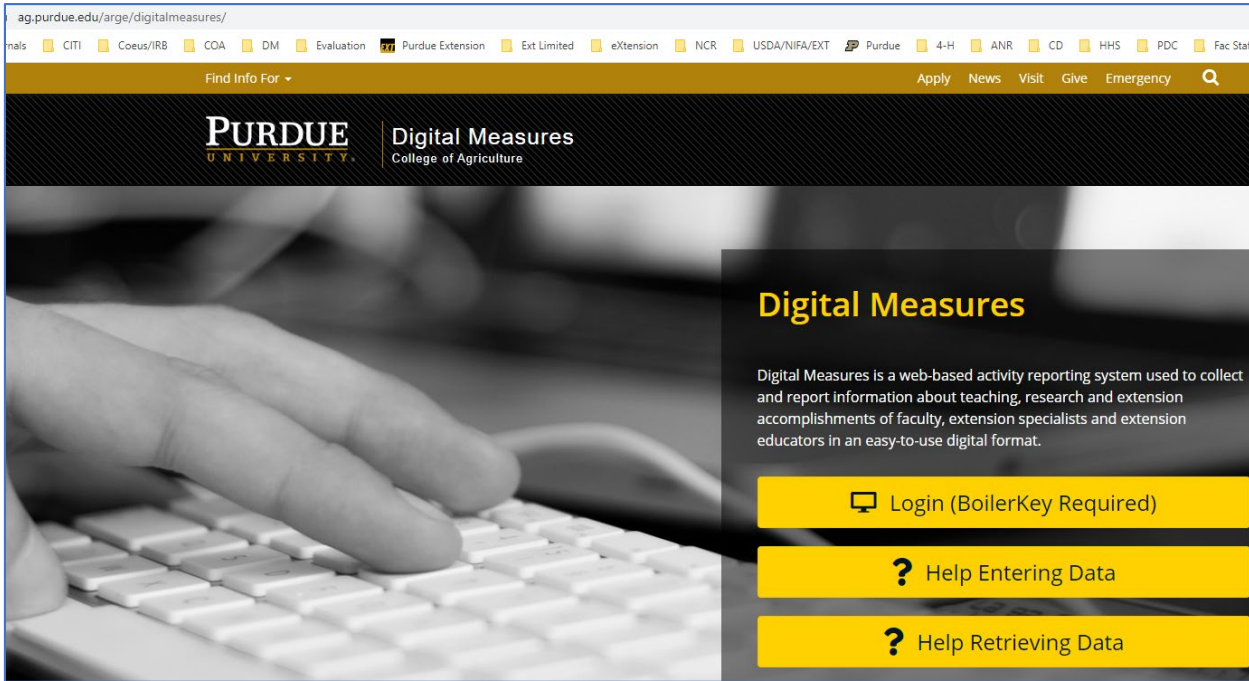 ag.purdue.edu/arge/digitalmeasures/
rnals CITI Coeus/IRB COA DM Evaluation EXT Purdue Extension Ext Limited eXtension NCR USDA/NIFA/EXT Purdue 4-H ANR CD HHS PDC Fac Staf
Find Info For Apply News Visit Give Emergency
PURDUE
UNIVERSITY.
Digital Measures
College of Agriculture
Digital Measures
Digital Measures is a web-based activity reporting system used to collect
and report information about teaching, research and extension
accomplishments of faculty, extension specialists and extension
educators in an easy-to-use digital format.
Login (BoilerKey Required)
? Help Entering Data
? Help Retrieving Data